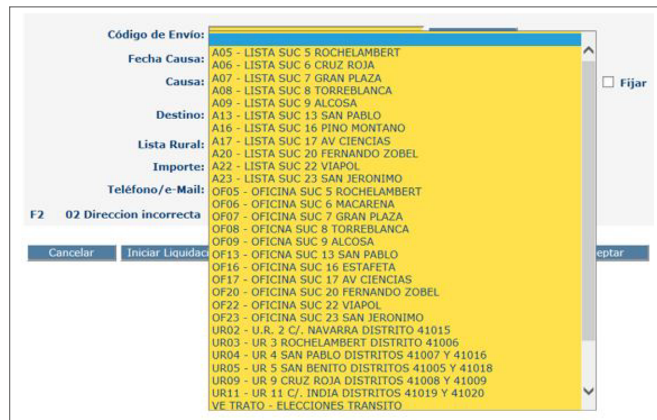 Código de Envío:
Fecha Causa:
Causa:
Fijar
Destino:
Lista Rural:
Importe:
Teléfono/e-Mail:
F2 02 Direccion incorrecta
Cancelar
Iniciar Liquidaci
eptar
A05 - LISTA SUC 5 ROCHELAMBERT
A06 - LISTA SUC 6 CRUZ ROJA
A07 - LISTA SUC 7 GRAN PLAZA
A08 - LISTA SUC 8 TORREBLANCA
A09 - LISTA SUC 9 ALCOSA
A13 - LISTA SUC 13 SAN PABLO
A16 - LISTA SUC 16 PINO MONTANO
A17 - LISTA SUC 17 AV CIENCIAS
A20 - LISTA SUC 20 FERNANDO ZOBEL
A22 - LISTA SUC 22 VIAPOL
A23 - LISTA SUC 23 SAN JERONIMO
OF05 - OFICINA SUC 5 ROCHELAMBERT
OF06 - OFICINA SUC 6 MACARENA
OF07 - OFICINA SUC 7 GRAN PLAZA
OF08 - OFICNA SUC 8 TORREBLANCA
OF09 - OFICINA SUC 9 ALCOSA
OF13 - OFICINA SUC 13 SAN PABLO
OF16 - OFICINA SUC 16 ESTAFETA
OF17 - OFICINA SUC 17 AV CIENCIAS
OF20 - OFICINA SUC 20 FERNANDO ZOBEL
OF22 - OFICINA SUC 22 VIAPOL
OF23 - OFICINA SUC 23 SAN JERONIMO
UR02 - U.R. 2 C/. NAVARRA DISTRITO 41015
UR03 - UR 3 ROCHELAMBERT DISTRITO 41006
UR04 - UR 4 SAN PABLO DISTRITOS 41007 Y 41016
UR05 - UR 5 SAN BENITO DISTRITOS 41005 Y 41018
UR09 - UR 9 CRUZ ROJA DISTRITOS 41008 Y 41009
UR11 - UR 11 C/. INDIA DISTRITOS 41019 Y 41020
VE TRATO - ELECCIONES TRANSITO